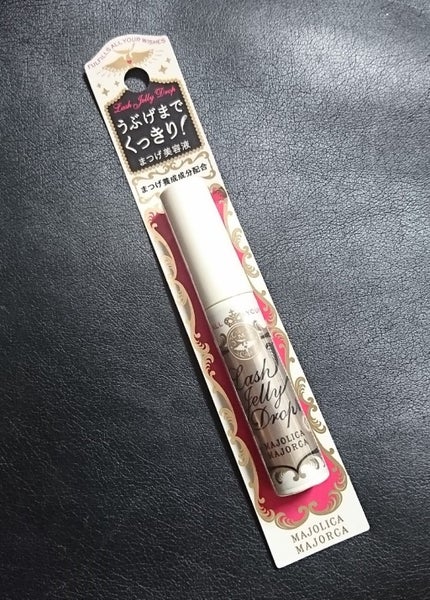 FULFILLS ALL YOUR WISHES
Lash Jelly Drop
うぶげまで
くっきり!
まつげ美容液
まつげ養成成分配合
ALL YOU
Lash
Jelly
Drop
MAJOLICA
MAJORCA
MAJOLICA
MAJORCA